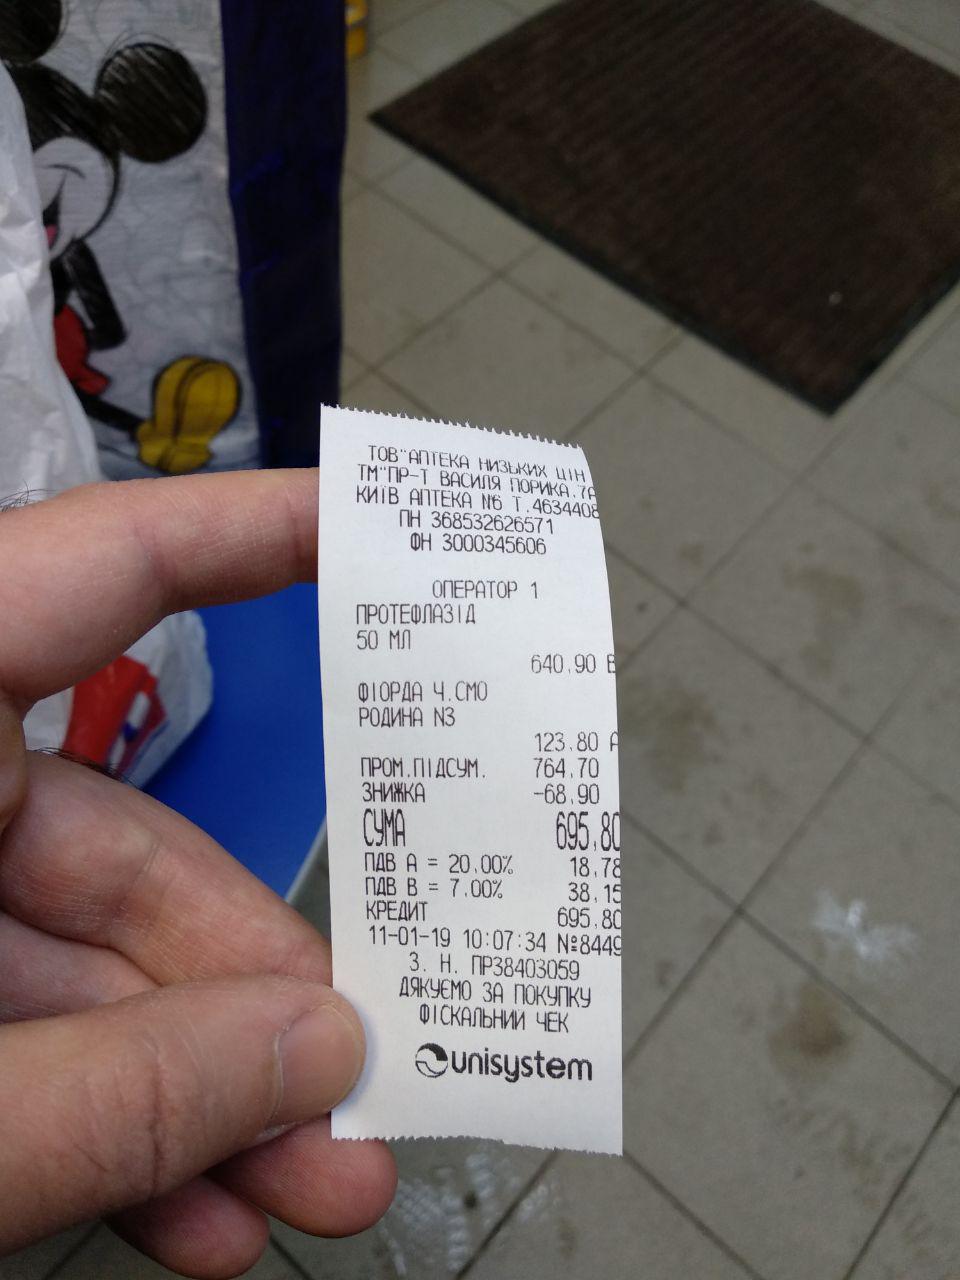 ТОВ"АПТЕКА НИЗЬКИХ ЦІН
ТМ"ПР-Т ВАСИЛЯ ПОРИКА,7А
КИЇВ АПТЕКА N6 Т.4634408
ПН 368532626571
ФН 3000345606
ОПЕРАТОР 1
ПРОТЕФЛАЗІД
50 МЛ
640.90 B
ФІОРДА Ч.СМО
РОДИНА N3
123.80 А
ПРОМ.ПІДСУМ. 764.70
ЗНИЖКА -68.90
СУМА 695.80
ПДВ А = 20.00% 18.78
ПДВ B = 7.00% 38.15
КРЕДИТ 695.80
11-01-19 10:07:34 №8449
З. Н. ПР38403059
ДЯКУЄМО ЗА ПОКУПКУ
ФІСКАЛЬНИЙ ЧЕК
unisystem